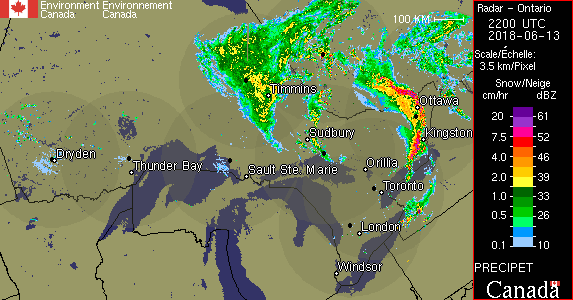 Environment Environnement
Canada Canada
100 KM
Timmins
Ottawa
Kingston
Sudbury
Dryden
Thunder Bay
Sault Ste. Marie
Orillia
Toronto
London
Windsor
Radar - Ontario
2200 UTC
2018-06-13
Scale/Échelle:
3.5 km/Pixel
Snow/Neige
cm/hr dBZ
20 61
7.5 57
5.0 52
4.0 46
2.0 39
1.0 33
0.5 26
0.1 10
PRECIPET
Canada